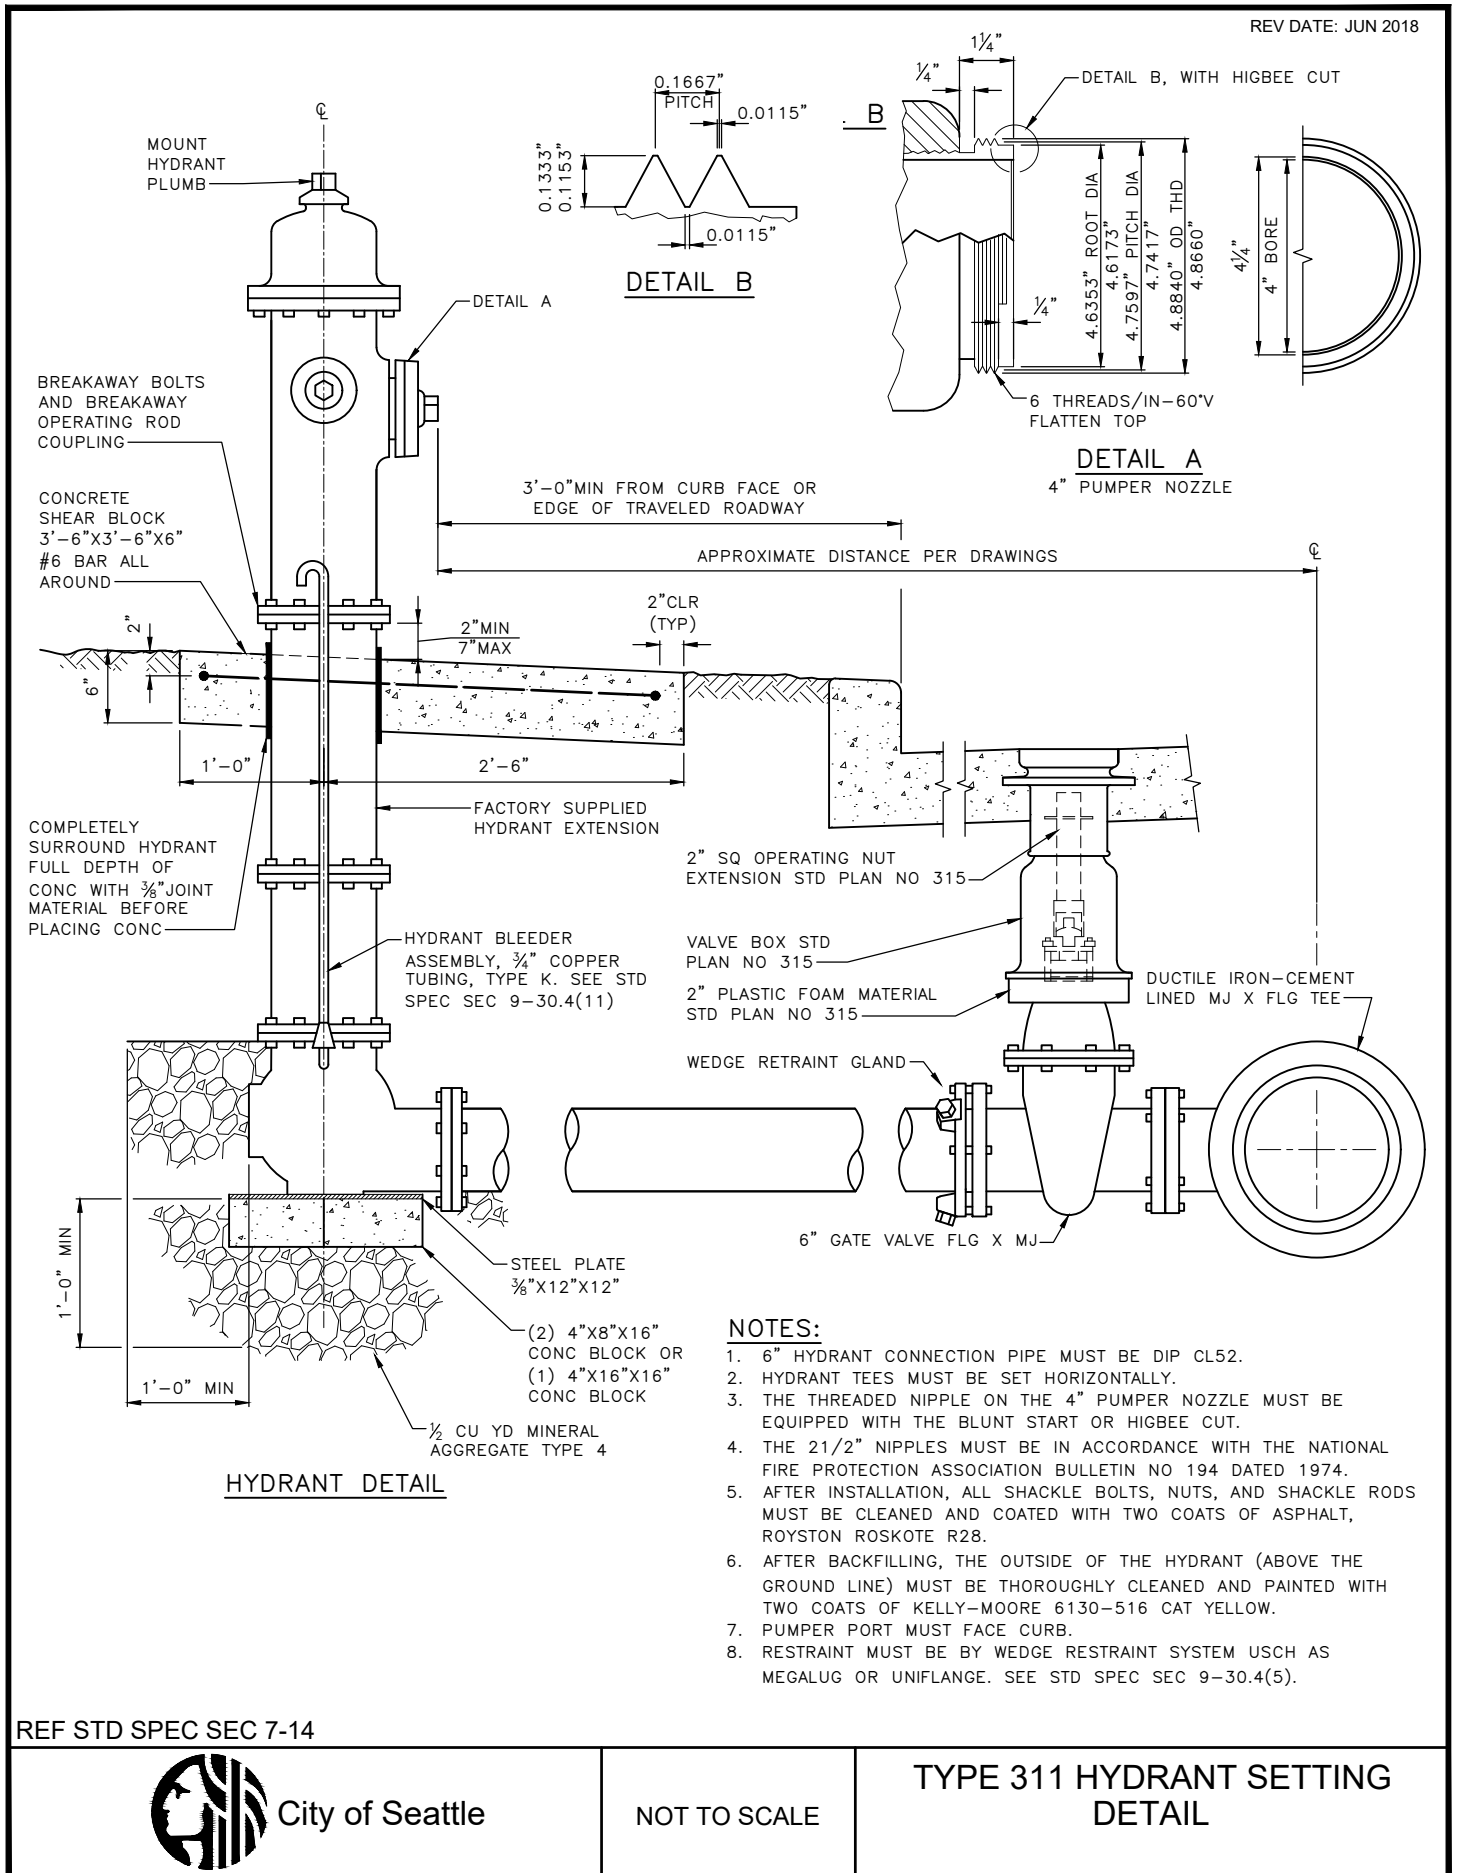 REV DATE: JUN 2018
MOUNT
HYDRANT
PLUMB
℄
0.1667"
PITCH
0.0115"
0.1333"
0.1153"
0.0115"
DETAIL B
. B
1¼"
¼"
DETAIL B, WITH HIGBEE CUT
4.6353" ROOT DIA
4.6173"
4.7597" PITCH DIA
4.7417"
4.8840" OD THD
4.8660"
¼"
4¼"
4" BORE
6 THREADS/IN-60°V
FLATTEN TOP
DETAIL A
4" PUMPER NOZZLE
DETAIL A
BREAKAWAY BOLTS
AND BREAKAWAY
OPERATING ROD
COUPLING
CONCRETE
SHEAR BLOCK
3'-6"X3'-6"X6"
#6 BAR ALL
AROUND
3'-0"MIN FROM CURB FACE OR
EDGE OF TRAVELED ROADWAY
APPROXIMATE DISTANCE PER DRAWINGS
℄
2"
6"
2"MIN
7"MAX
2"CLR
(TYP)
1'-0"
2'-6"
FACTORY SUPPLIED
HYDRANT EXTENSION
COMPLETELY
SURROUND HYDRANT
FULL DEPTH OF
CONC WITH ⅜"JOINT
MATERIAL BEFORE
PLACING CONC
2" SQ OPERATING NUT
EXTENSION STD PLAN NO 315
HYDRANT BLEEDER
ASSEMBLY, ¾" COPPER
TUBING, TYPE K. SEE STD
SPEC SEC 9-30.4(11)
VALVE BOX STD
PLAN NO 315
2" PLASTIC FOAM MATERIAL
STD PLAN NO 315
DUCTILE IRON-CEMENT
LINED MJ X FLG TEE
WEDGE RETRAINT GLAND
6" GATE VALVE FLG X MJ
1'-0" MIN
1'-0" MIN
STEEL PLATE
⅜"X12"X12"
(2) 4"X8"X16"
CONC BLOCK OR
(1) 4"X16"X16"
CONC BLOCK
½ CU YD MINERAL
AGGREGATE TYPE 4
HYDRANT DETAIL
NOTES:
1. 6" HYDRANT CONNECTION PIPE MUST BE DIP CL52.
2. HYDRANT TEES MUST BE SET HORIZONTALLY.
3. THE THREADED NIPPLE ON THE 4" PUMPER NOZZLE MUST BE
EQUIPPED WITH THE BLUNT START OR HIGBEE CUT.
4. THE 21/2" NIPPLES MUST BE IN ACCORDANCE WITH THE NATIONAL
FIRE PROTECTION ASSOCIATION BULLETIN NO 194 DATED 1974.
5. AFTER INSTALLATION, ALL SHACKLE BOLTS, NUTS, AND SHACKLE RODS
MUST BE CLEANED AND COATED WITH TWO COATS OF ASPHALT,
ROYSTON ROSKOTE R28.
6. AFTER BACKFILLING, THE OUTSIDE OF THE HYDRANT (ABOVE THE
GROUND LINE) MUST BE THOROUGHLY CLEANED AND PAINTED WITH
TWO COATS OF KELLY-MOORE 6130-516 CAT YELLOW.
7. PUMPER PORT MUST FACE CURB.
8. RESTRAINT MUST BE BY WEDGE RESTRAINT SYSTEM USCH AS
MEGALUG OR UNIFLANGE. SEE STD SPEC SEC 9-30.4(5).
REF STD SPEC SEC 7-14
City of Seattle
NOT TO SCALE
TYPE 311 HYDRANT SETTING
DETAIL